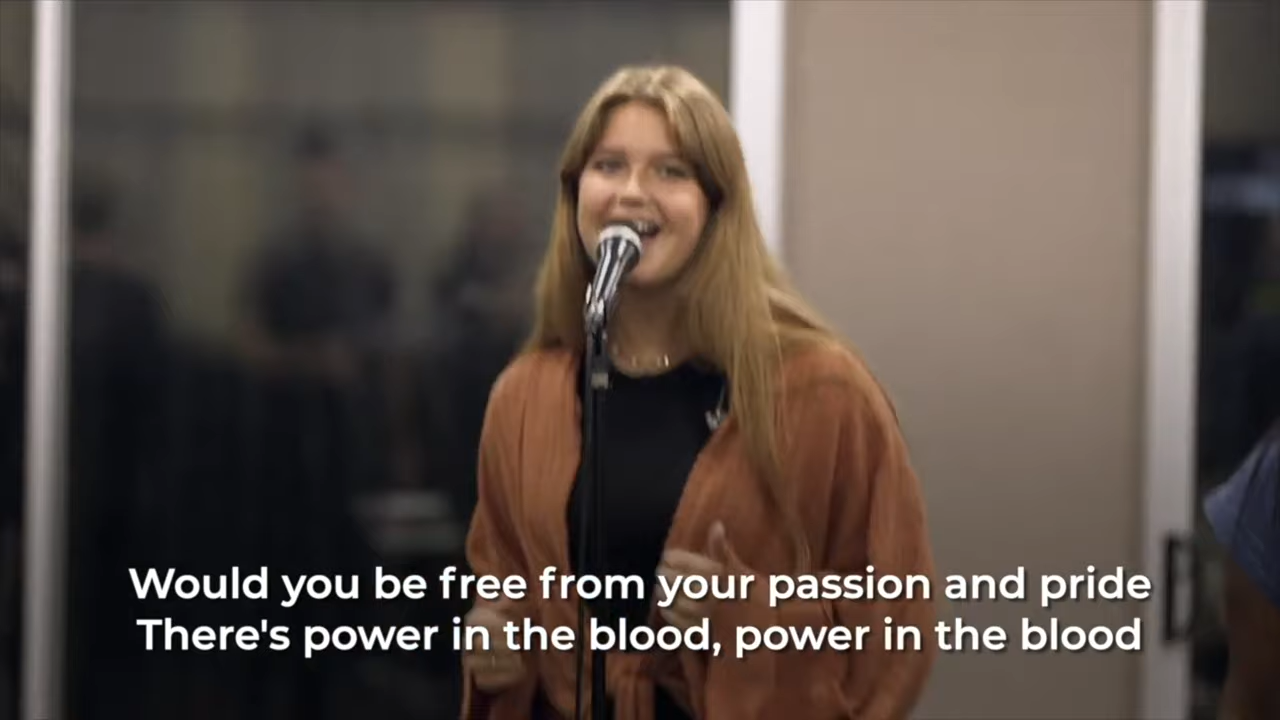 Would you be free from your passion and pride
There's power in the blood, power in the blood